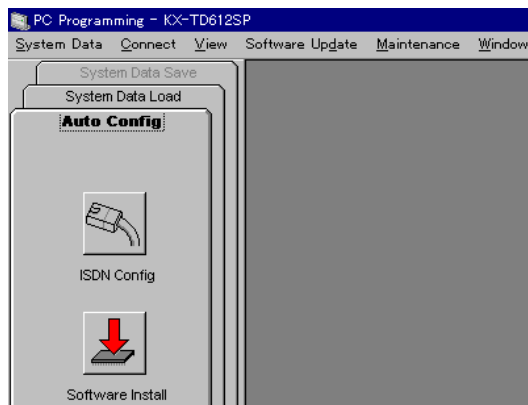 PC Programming - KX-TD612SP
System Data Connect View Software Update Maintenance Window
System Data Save
System Data Load
Auto Config
ISDN Config
Software Install